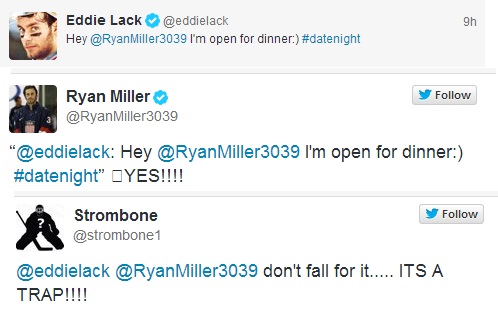 Eddie Lack @eddielack 9h
Hey @RyanMiller3039 I'm open for dinner:) #datenight
Ryan Miller Follow
@RyanMiller3039
“@eddielack: Hey @RyanMiller3039 I'm open for dinner:)
#datenight” □YES!!!!
Strombone Follow
@strombone1
?
@eddielack @RyanMiller3039 don't fall for it..... ITS A
TRAP!!!!